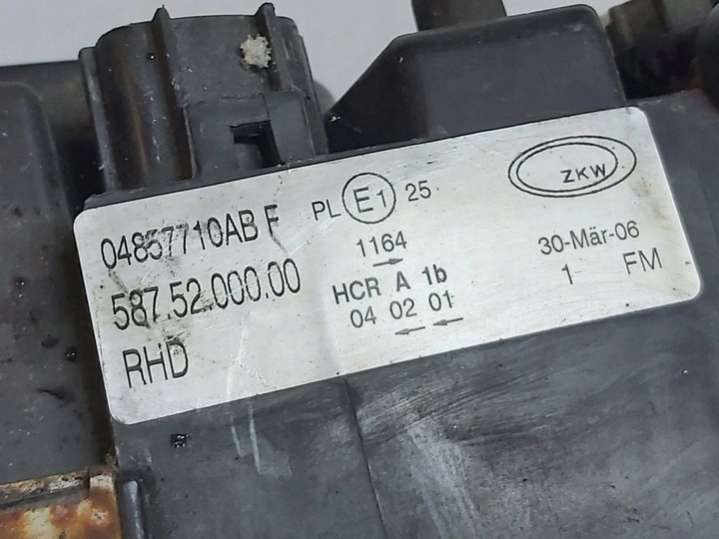 04857710AB F
587.52.000.00
RHD
PL E1 25
1164
→
HCR A 1b
04 02 01
← ←
ZKW
30-Mär-06
1 FM